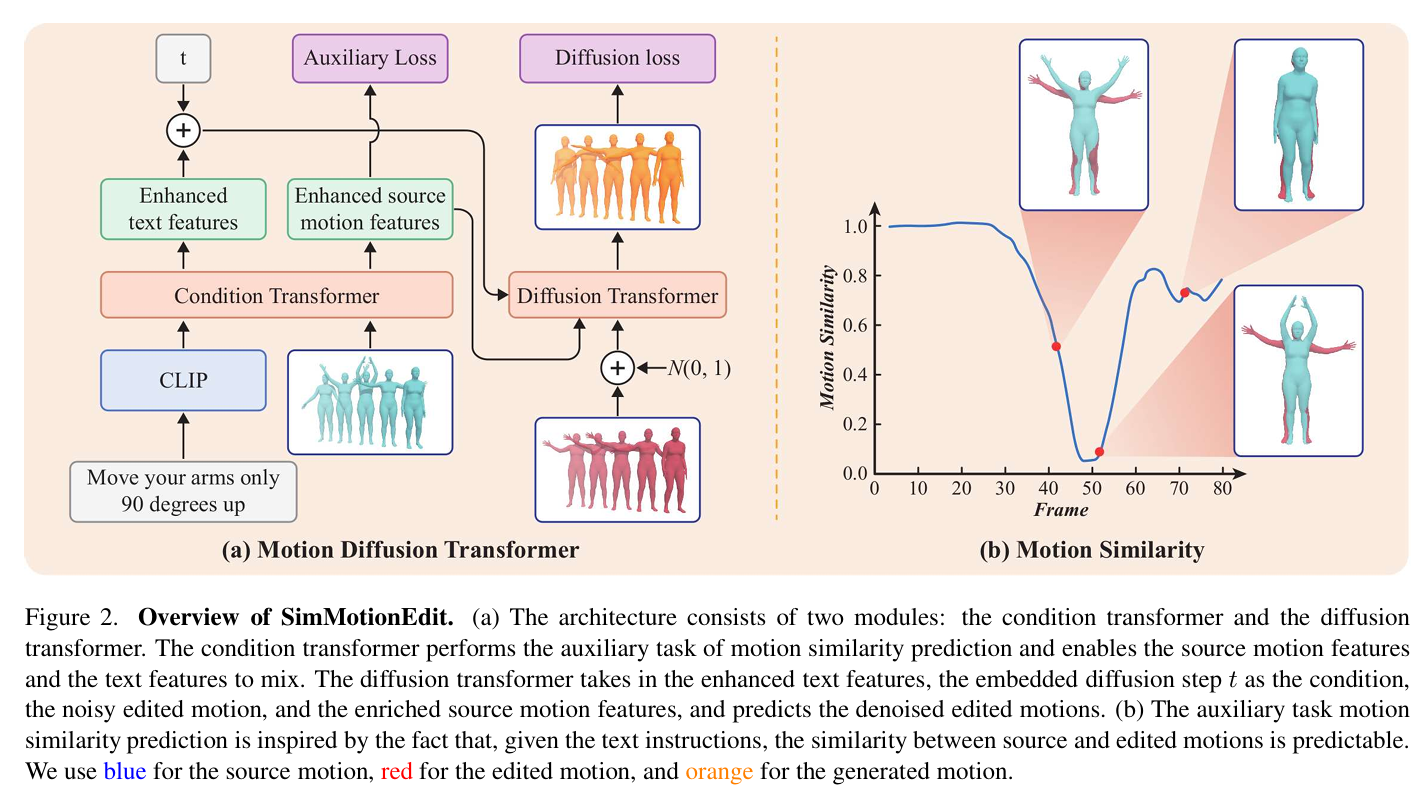 t
Auxiliary Loss
Diffusion loss
+
Enhanced
text features
Enhanced source
motion features
Condition Transformer
Diffusion Transformer
CLIP
+
N(0, 1)
Move your arms only
90 degrees up
(a) Motion Diffusion Transformer
Motion Similarity
1.0
0.8
0.6
0.4
0.2
0.0
0 10 20 30 40 50 60 70 80
Frame
(b) Motion Similarity
Figure 2. Overview of SimMotionEdit. (a) The architecture consists of two modules: the condition transformer and the diffusion
transformer. The condition transformer performs the auxiliary task of motion similarity prediction and enables the source motion features
and the text features to mix. The diffusion transformer takes in the enhanced text features, the embedded diffusion step t as the condition,
the noisy edited motion, and the enriched source motion features, and predicts the denoised edited motions. (b) The auxiliary task motion
similarity prediction is inspired by the fact that, given the text instructions, the similarity between source and edited motions is predictable.
We use blue for the source motion, red for the edited motion, and orange for the generated motion.